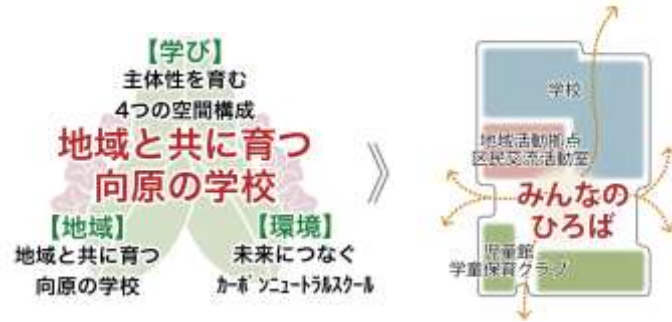 【学び】
主体性を育む
4つの空間構成
地域と共に育つ
向原の学校
【地域】
地域と共に育つ
向原の学校
【環境】
未来につなぐ
カーボンニュートラルスクール
学校
地域活動拠点
区民交流活動室
みんなの
ひろば
児童館
学童保育クラブ